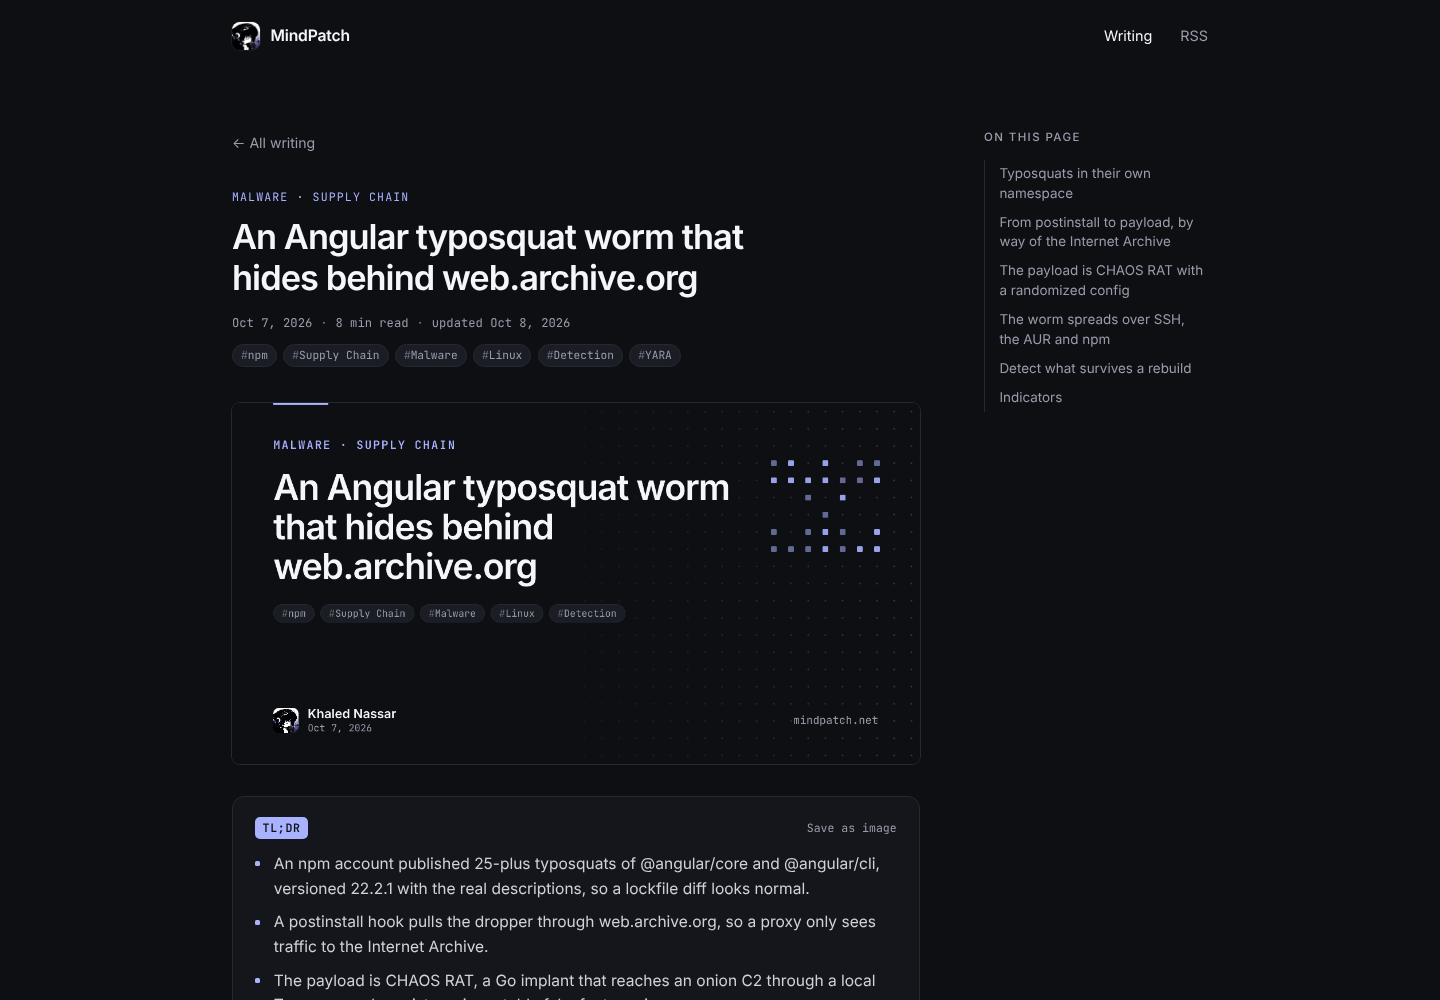 MindPatch
Writing
RSS
← All writing
MALWARE · SUPPLY CHAIN
An Angular typosquat worm that
hides behind web.archive.org
Oct 7, 2026 · 8 min read · updated Oct 8, 2026
#npm
#Supply Chain
#Malware
#Linux
#Detection
#YARA
MALWARE · SUPPLY CHAIN
An Angular typosquat worm
that hides behind
web.archive.org
#npm
#Supply Chain
#Malware
#Linux
#Detection
Khaled Nassar
Oct 7, 2026
mindpatch.net
TL;DR
Save as image
An npm account published 25-plus typosquats of @angular/core and @angular/cli,
versioned 22.2.1 with the real descriptions, so a lockfile diff looks normal.
A postinstall hook pulls the dropper through web.archive.org, so a proxy only sees
traffic to the Internet Archive.
The payload is CHAOS RAT, a Go implant that reaches an onion C2 through a local
ON THIS PAGE
Typosquats in their own
namespace
From postinstall to payload, by
way of the Internet Archive
The payload is CHAOS RAT with
a randomized config
The worm spreads over SSH,
the AUR and npm
Detect what survives a rebuild
Indicators